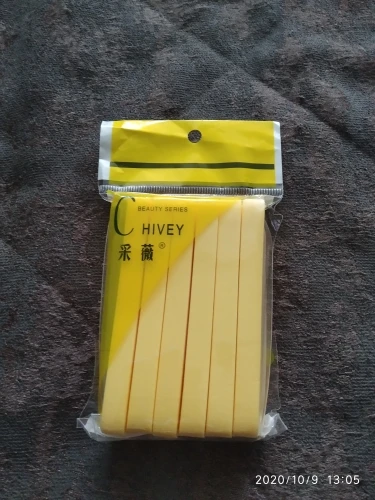 BEAUTY SERIES
CHIVEY
采薇®
2020/10/9 13:05